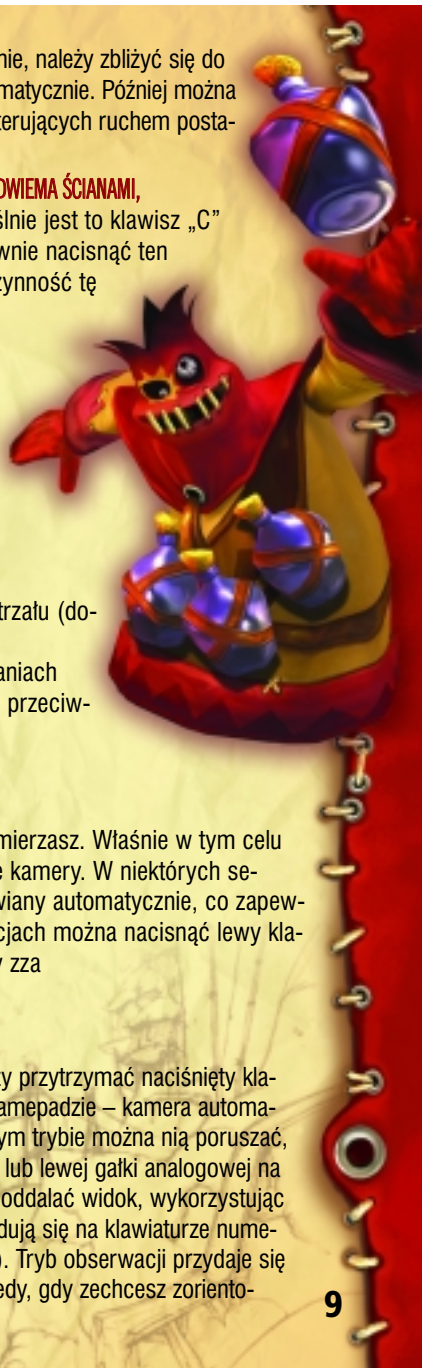 nie, należy zbliżyć się do
matycznie. Później można
terujących ruchem posta-
DWIEMA ŚCIANAMI,
ślnie jest to klawisz „C”
wnie nacisnąć ten
zynność tę
trzału (do-
aniach
przeciw-
mierzasz. Właśnie w tym celu
e kamery. W niektórych se-
wiany automatycznie, co zapew-
cjach można nacisnąć lewy kla-
y zza
y przytrzymać naciśnięty kla-
amepadzie – kamera automa-
ym trybie można nią poruszać,
lub lewej gałki analogowej na
oddalać widok, wykorzystując
dują się na klawiaturze nume-
). Tryb obserwacji przydaje się
edy, gdy zechcesz zoriento-
9